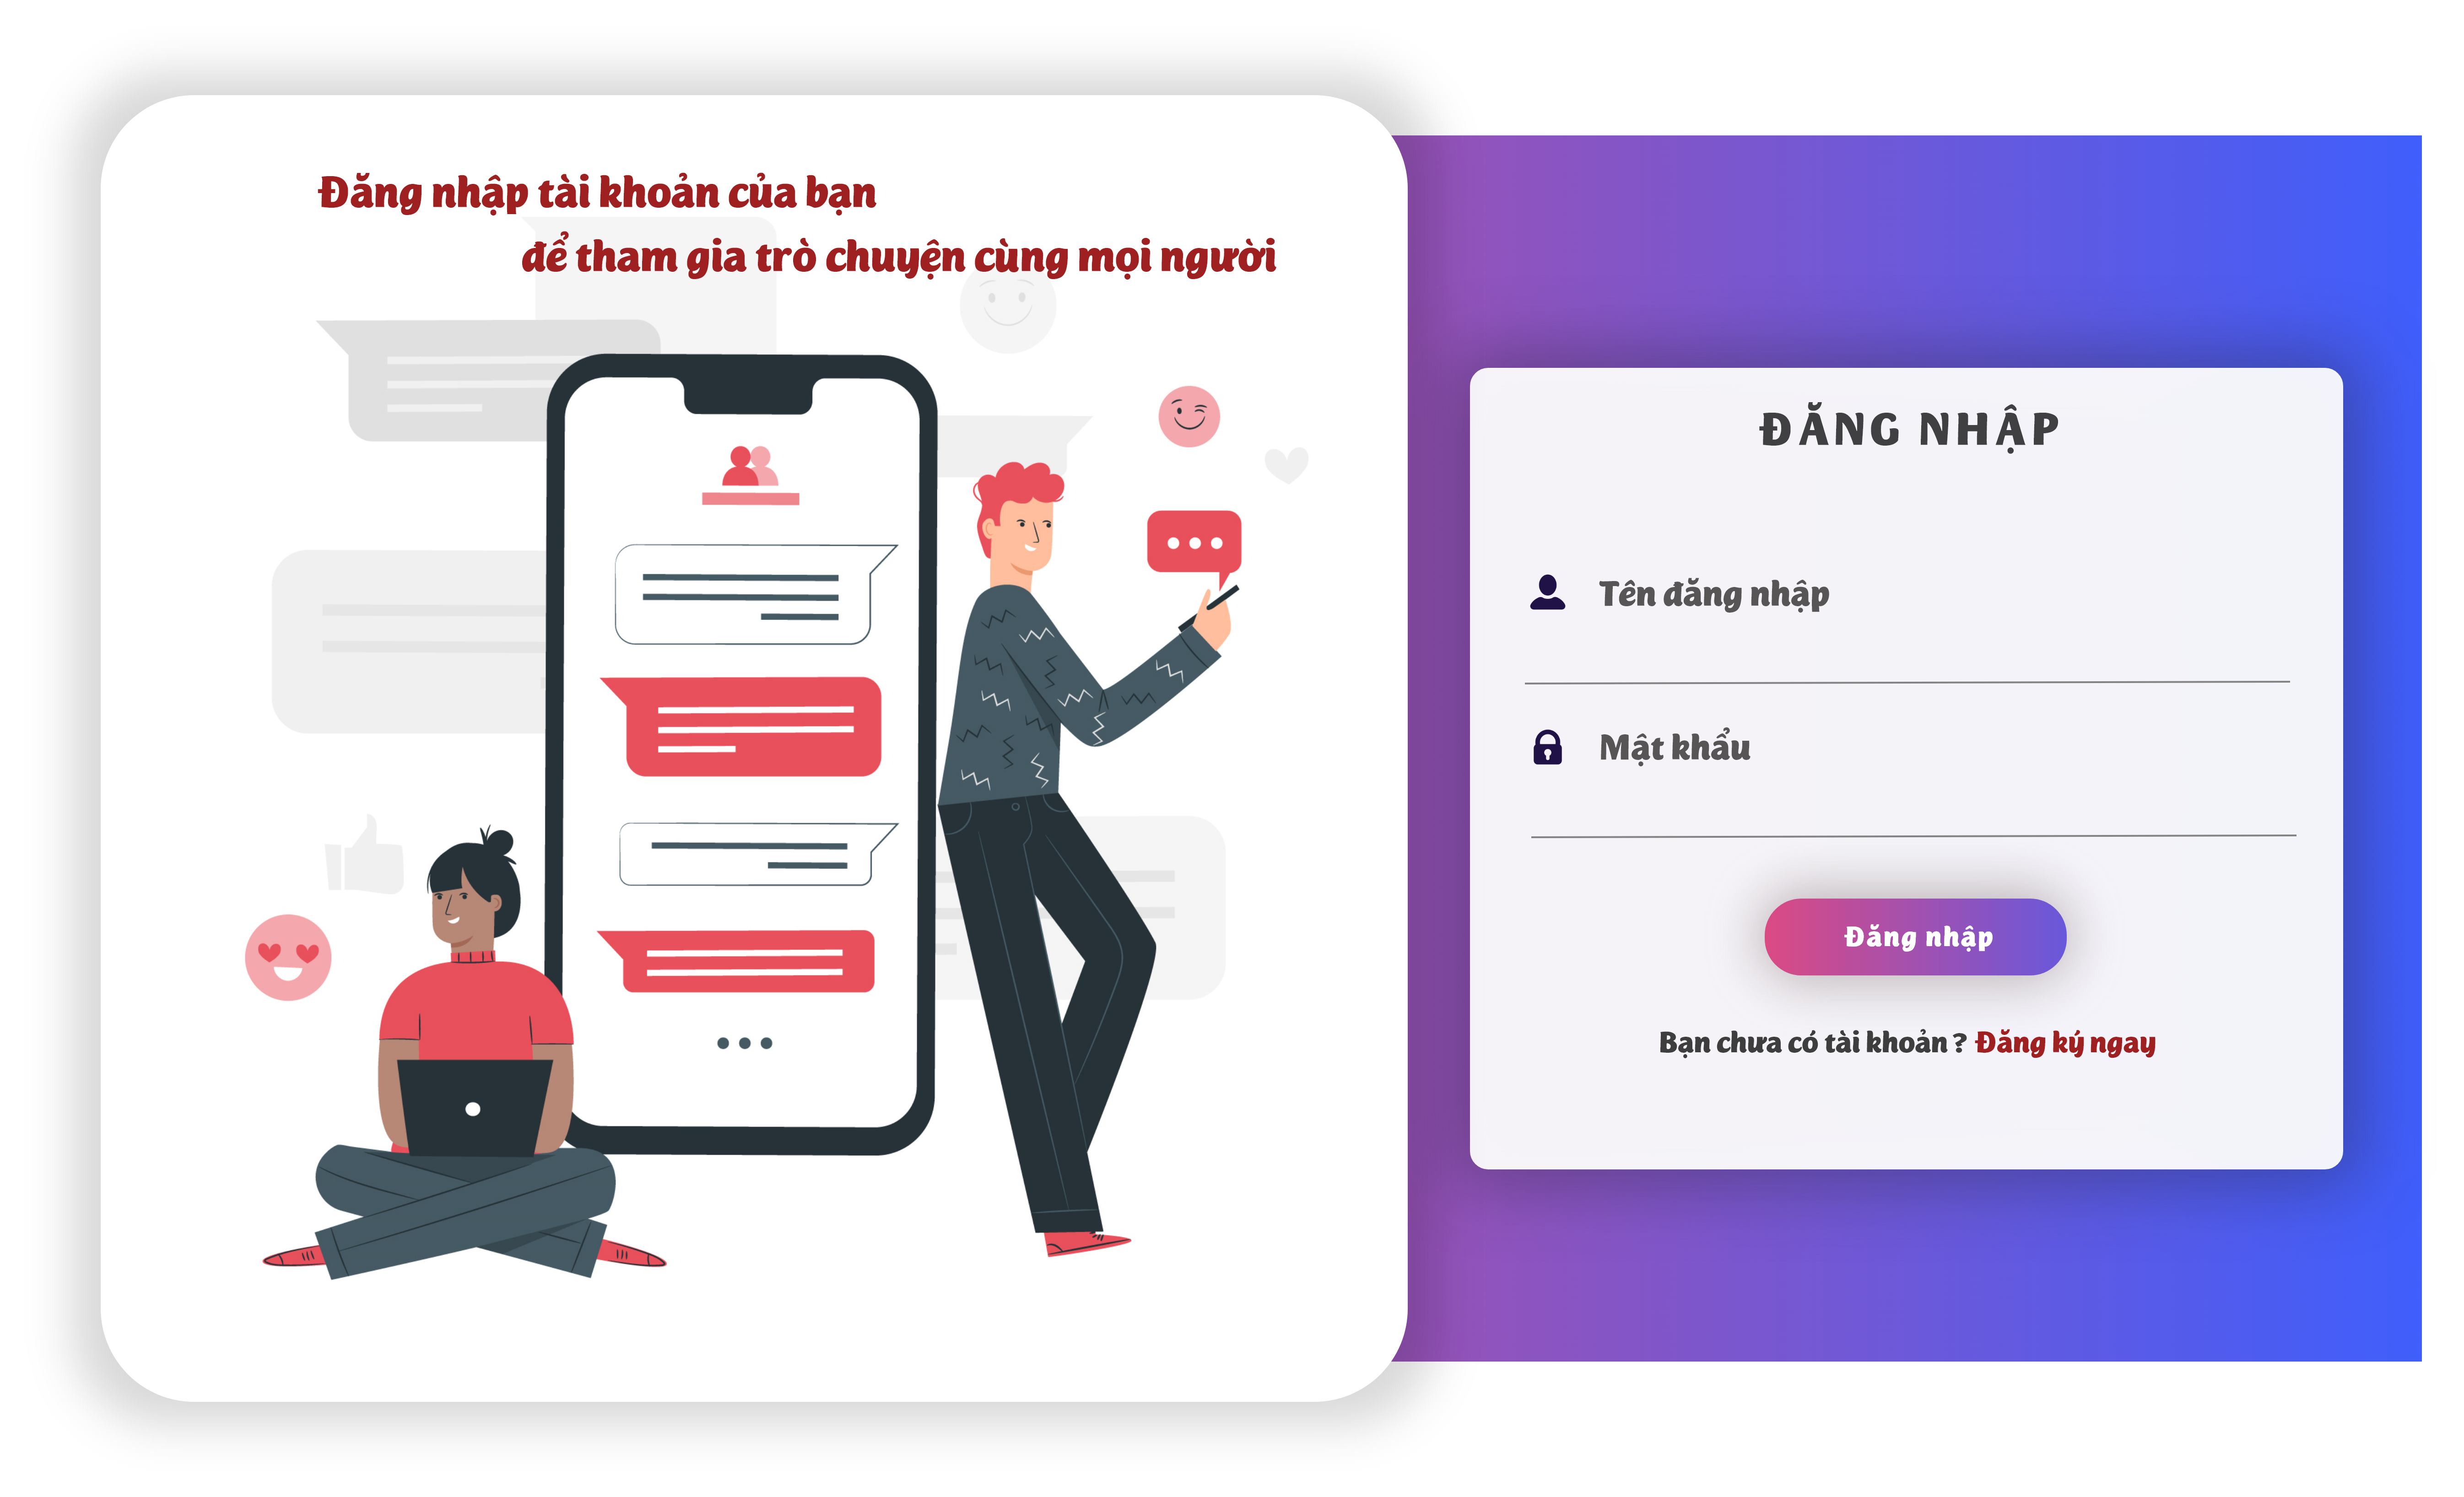 Đăng nhập tài khoản của bạn
để tham gia trò chuyện cùng mọi người
ĐĂNG NHẬP
Tên đăng nhập
Mật khẩu
Đăng nhập
Bạn chưa có tài khoản ? Đăng ký ngay